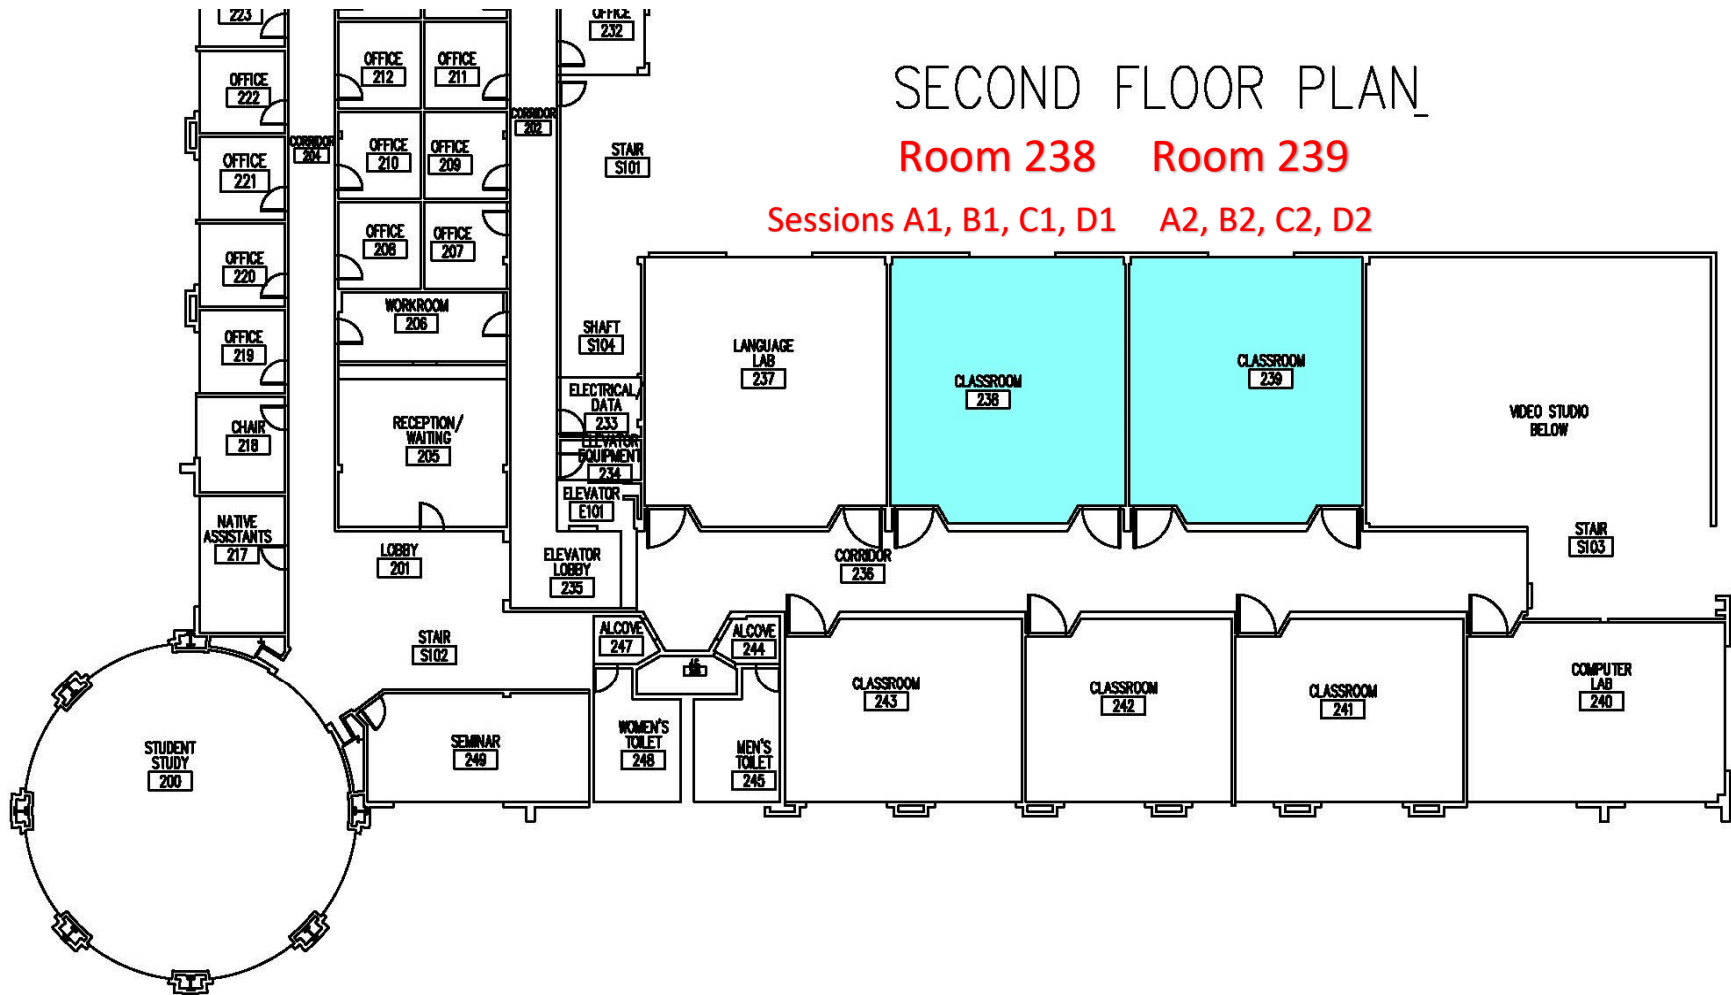 SECOND FLOOR PLAN_
Room 238 Room 239
Sessions A1, B1, C1, D1 A2, B2, C2, D2
223
OFFICE
222
OFFICE
221
OFFICE
220
OFFICE
219
CHAIR
218
NATIVE
ASSISTANTS
217
CORRIDOR
204
OFFICE
212
OFFICE
211
OFFICE
210
OFFICE
209
OFFICE
208
OFFICE
207
WORKROOM
206
RECEPTION/
WAITING
205
LOBBY
201
STAIR
S102
CORRIDOR
202
OFFICE
232
STAIR
S101
SHAFT
S104
ELECTRICAL/
DATA
233
ELEVATOR
EQUIPMENT
234
ELEVATOR
E101
ELEVATOR
LOBBY
235
LANGUAGE
LAB
237
CLASSROOM
238
CLASSROOM
239
VIDEO STUDIO
BELOW
STAIR
S103
CORRIDOR
236
ALCOVE
247
ALCOVE
244
CLASSROOM
243
CLASSROOM
242
CLASSROOM
241
COMPUTER
LAB
240
STUDENT
STUDY
200
SEMINAR
249
WOMEN'S
TOILET
248
MEN'S
TOILET
245